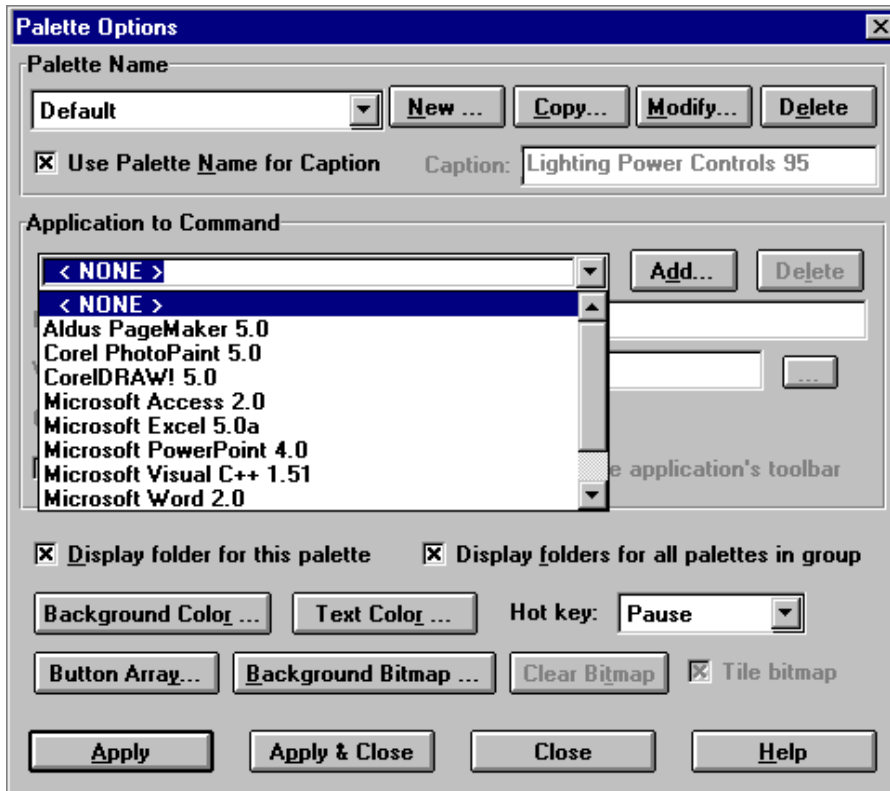 Palette Options
Palette Name
Default New ... Copy... Modify... Delete
Use Palette Name for Caption Caption: Lighting Power Controls 95
Application to Command
< NONE > Add... Delete
< NONE >
Aldus PageMaker 5.0
Corel PhotoPaint 5.0
CorelDRAW! 5.0 ...
Microsoft Access 2.0
Microsoft Excel 5.0a
Microsoft PowerPoint 4.0
Microsoft Visual C++ 1.51 application's toolbar
Microsoft Word 2.0
Display folder for this palette Display folders for all palettes in group
Background Color ... Text Color ... Hot key: Pause
Button Array... Background Bitmap ... Clear Bitmap Tile bitmap
Apply Apply & Close Close Help